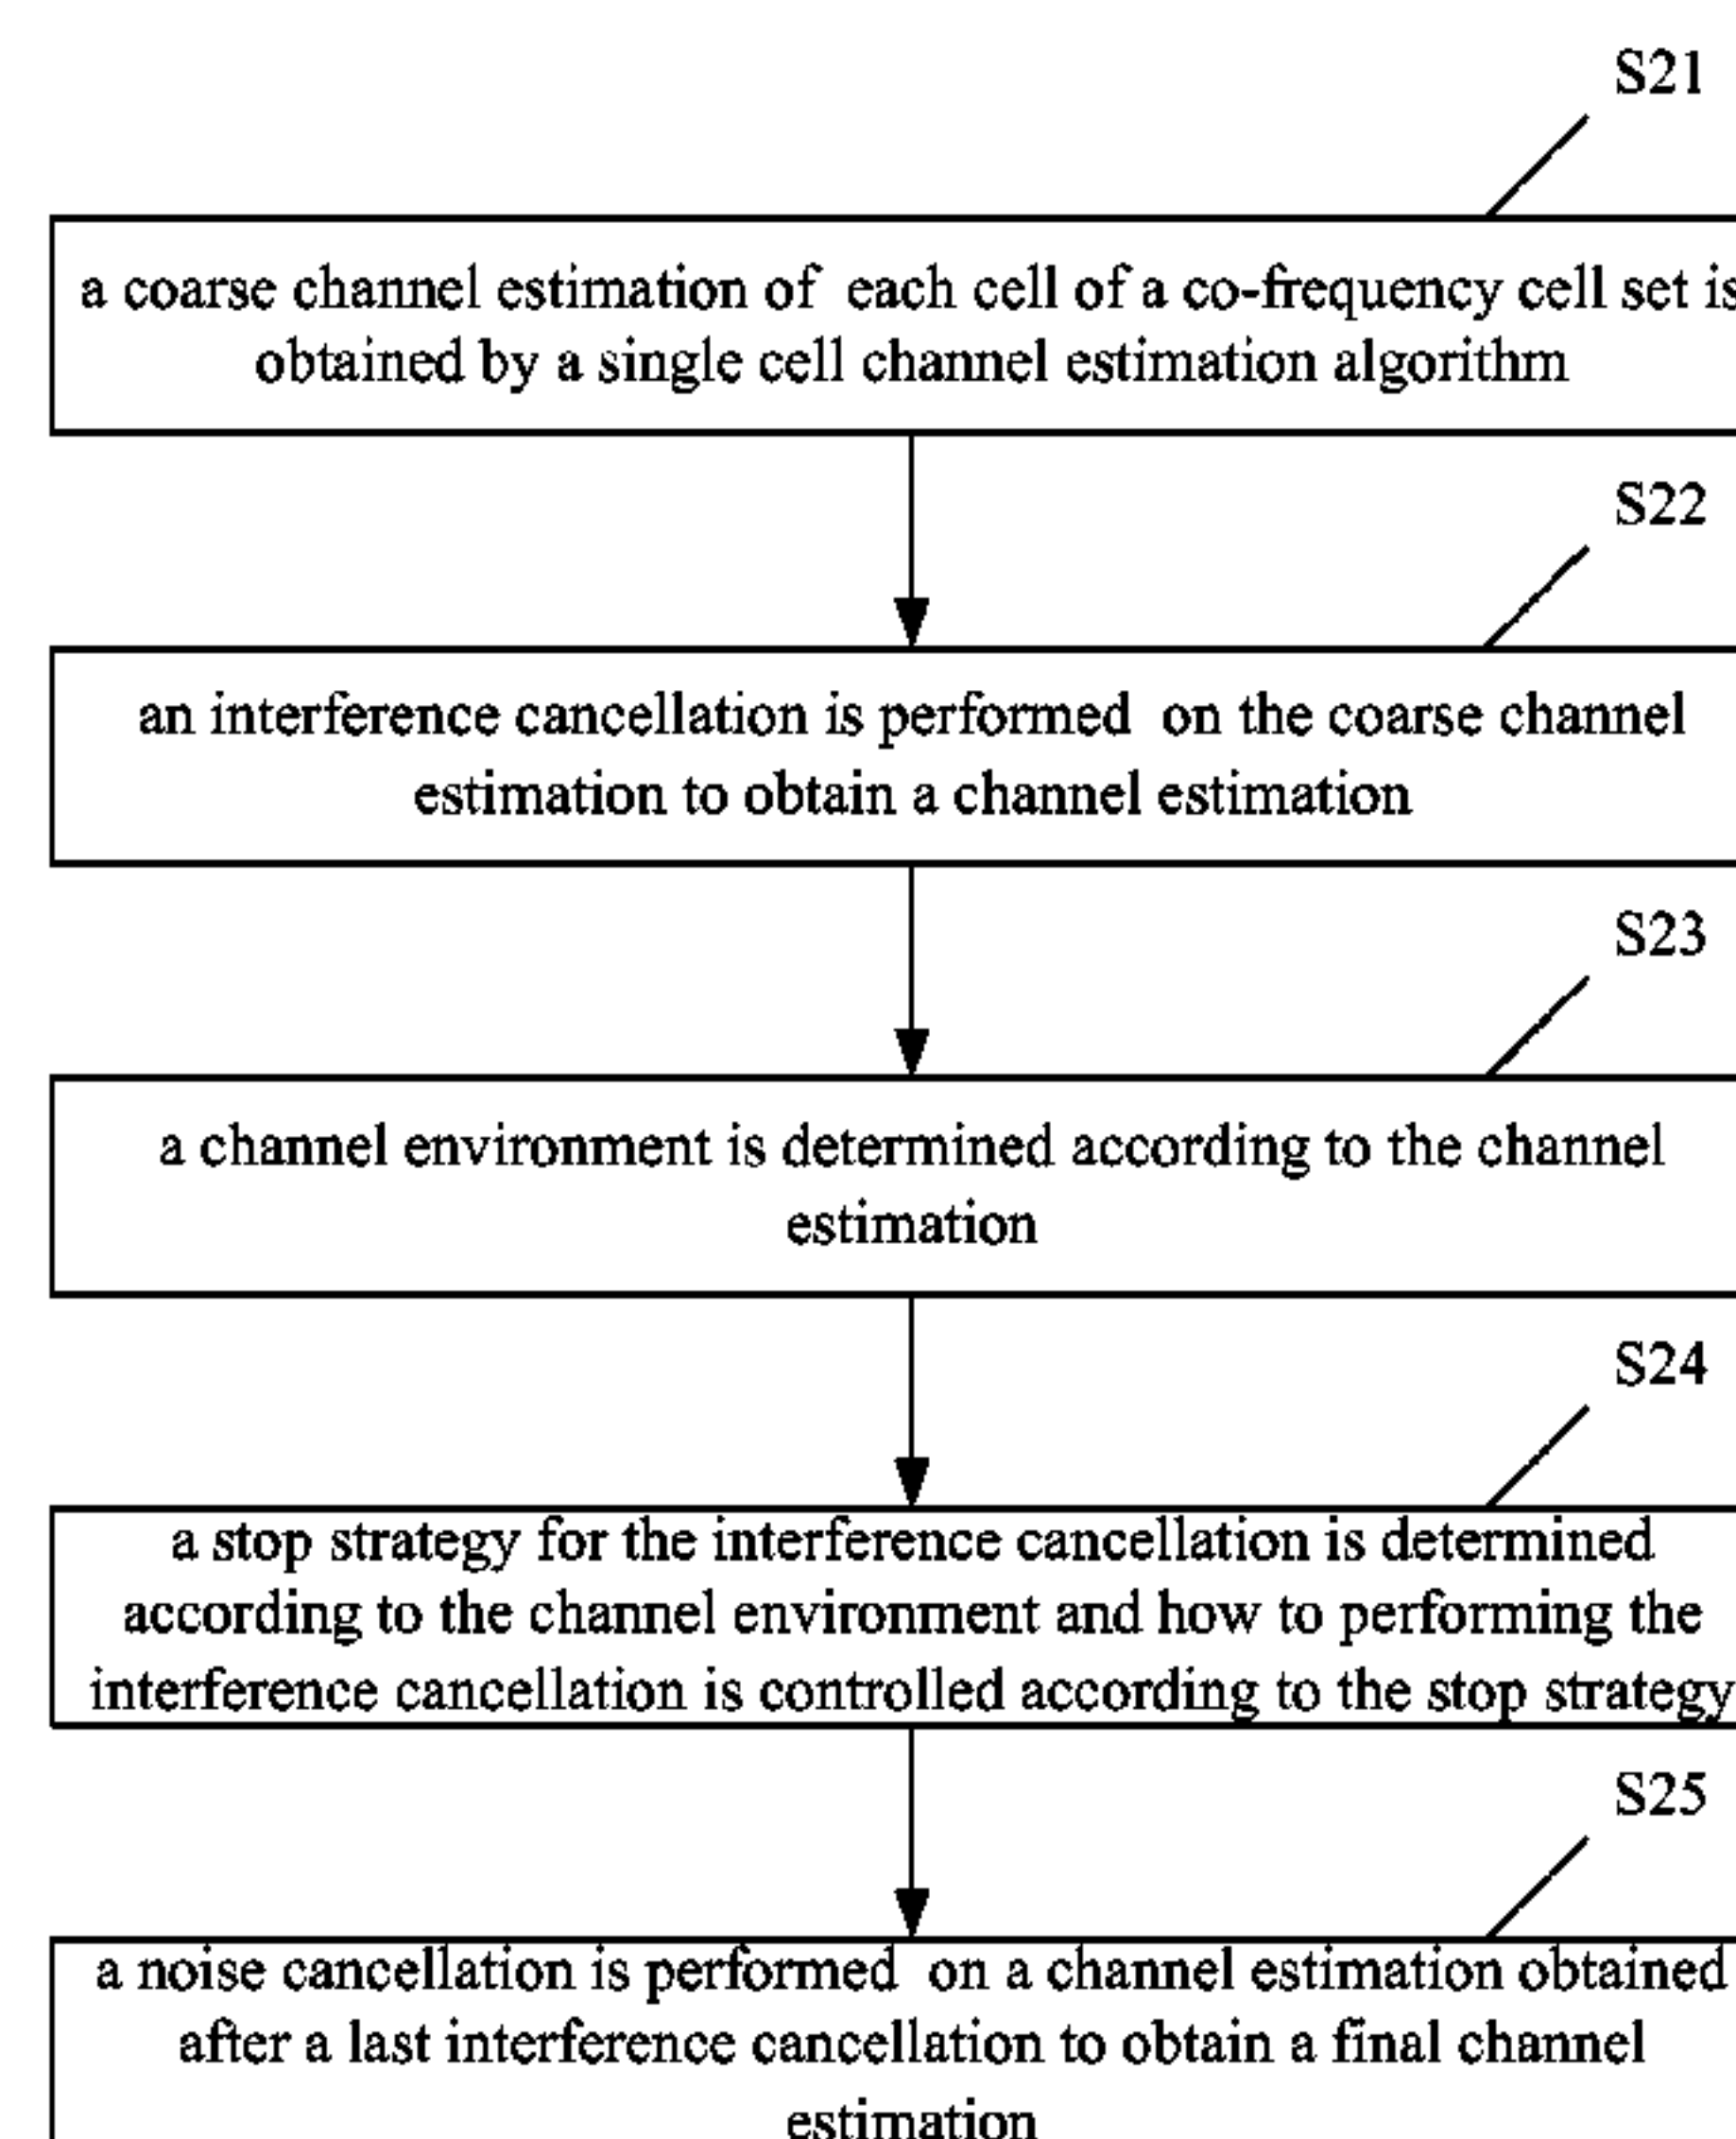 S21
a coarse channel estimation of each cell of a co-frequency cell set is
obtained by a single cell channel estimation algorithm
S22
an interference cancellation is performed on the coarse channel
estimation to obtain a channel estimation
S23
a channel environment is determined according to the channel
estimation
S24
a stop strategy for the interference cancellation is determined
according to the channel environment and how to performing the
interference cancellation is controlled according to the stop strategy
S25
a noise cancellation is performed on a channel estimation obtained
after a last interference cancellation to obtain a final channel
estimation